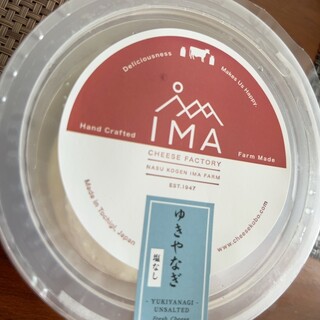 Deliciousness
Makes Us Happy.
IMA
CHEESE FACTORY
NASU KOGEN IMA FARM
EST.1947
Hand Crafted
Farm Made
Made in Tochigi, Japan
www.cheesekobo.com
ゆきやなぎ
塩なし
- YUKIYANAGI -
UNSALTED
Fresh Cheese